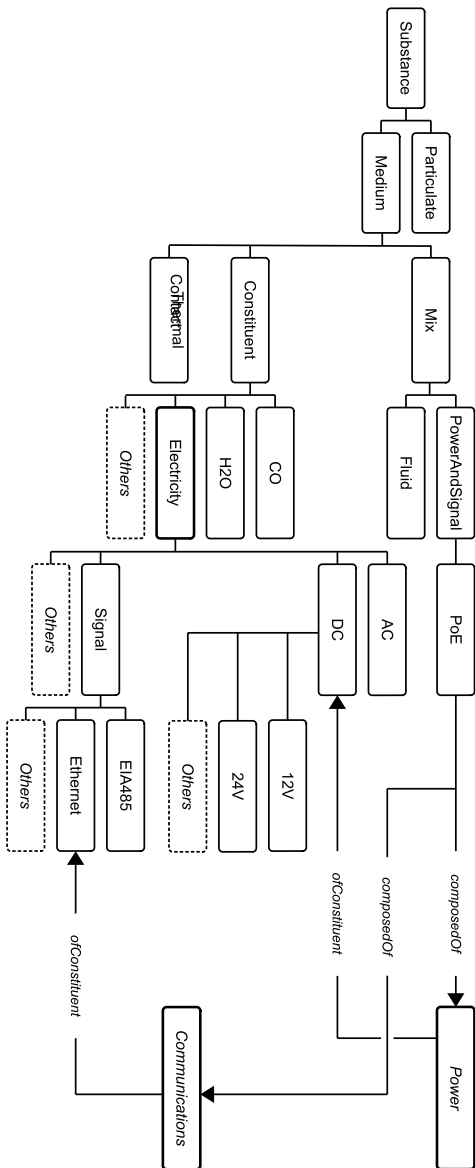 Substance
Particulate
Medium
Mix
Constituent
Thermal
Contact
PowerAndSignal
Fluid
CO
H2O
Electricity
Others
PoE
AC
DC
Signal
Others
12V
24V
Others
EIA485
Ethernet
Others
composedOf
composedOf
ofConstituent
ofConstituent
Power
Communications